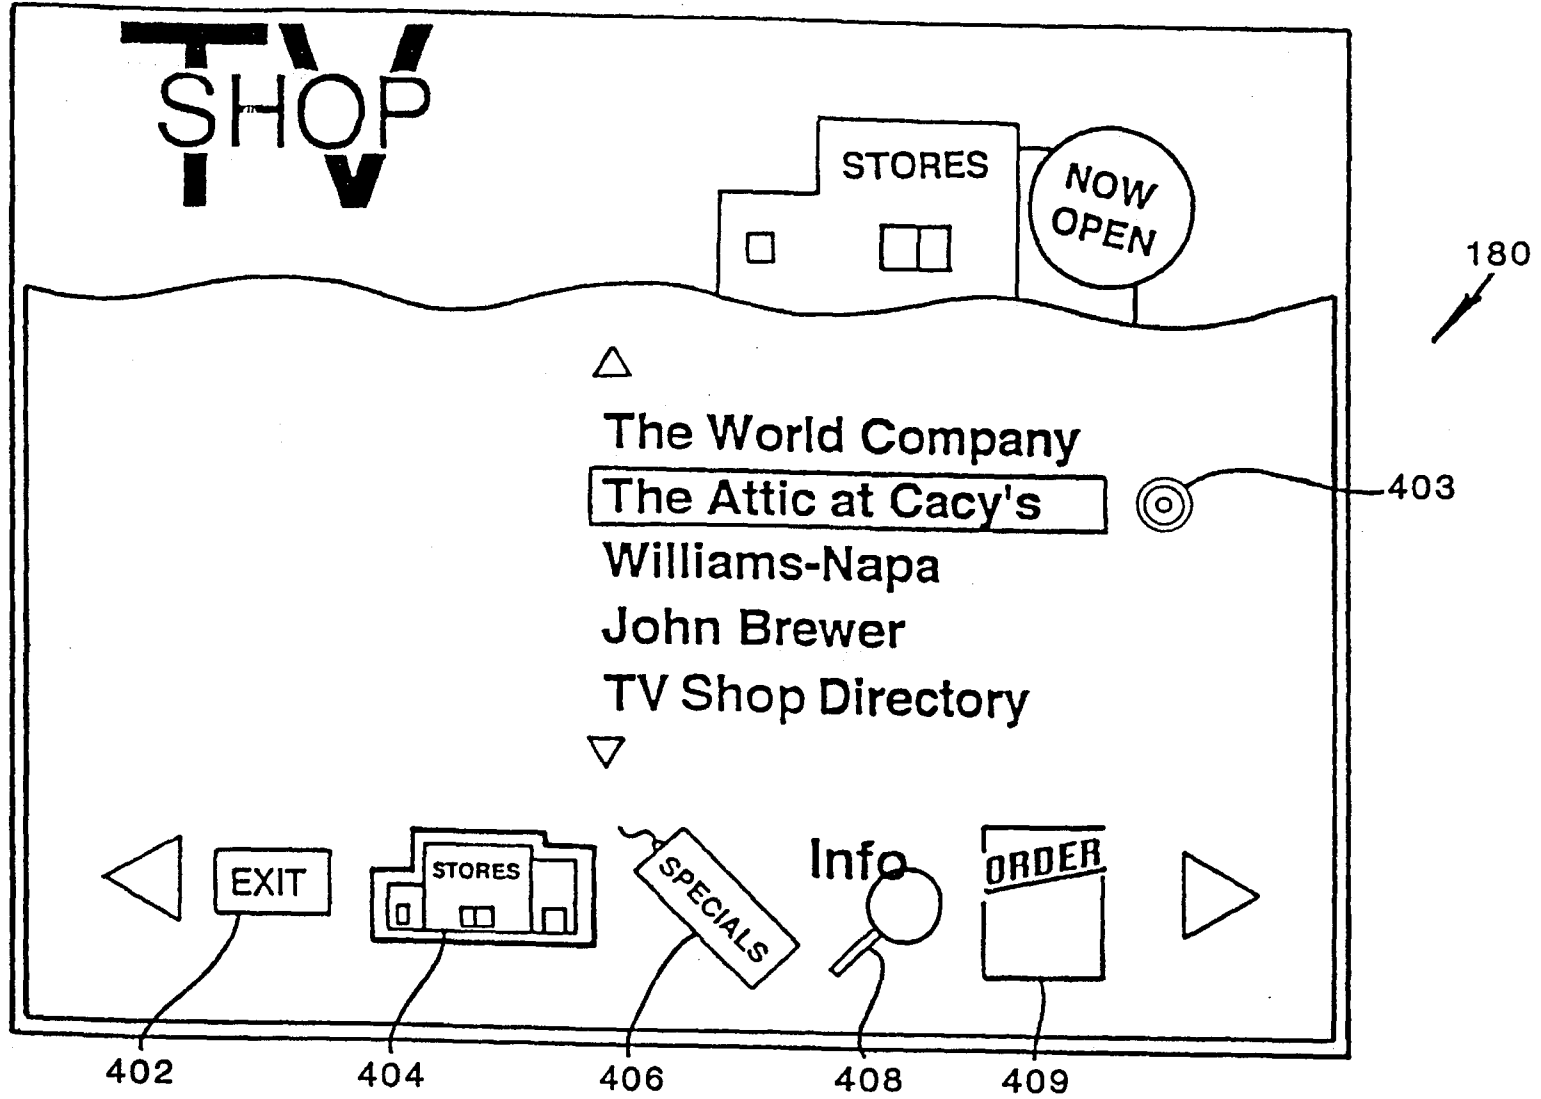 TV
SHOP
STORES
NOW
OPEN
180
The World Company
The Attic at Cacy's
403
Williams-Napa
John Brewer
TV Shop Directory
EXIT
STORES
SPECIALS
Info
ORDER
402
404
406
408
409